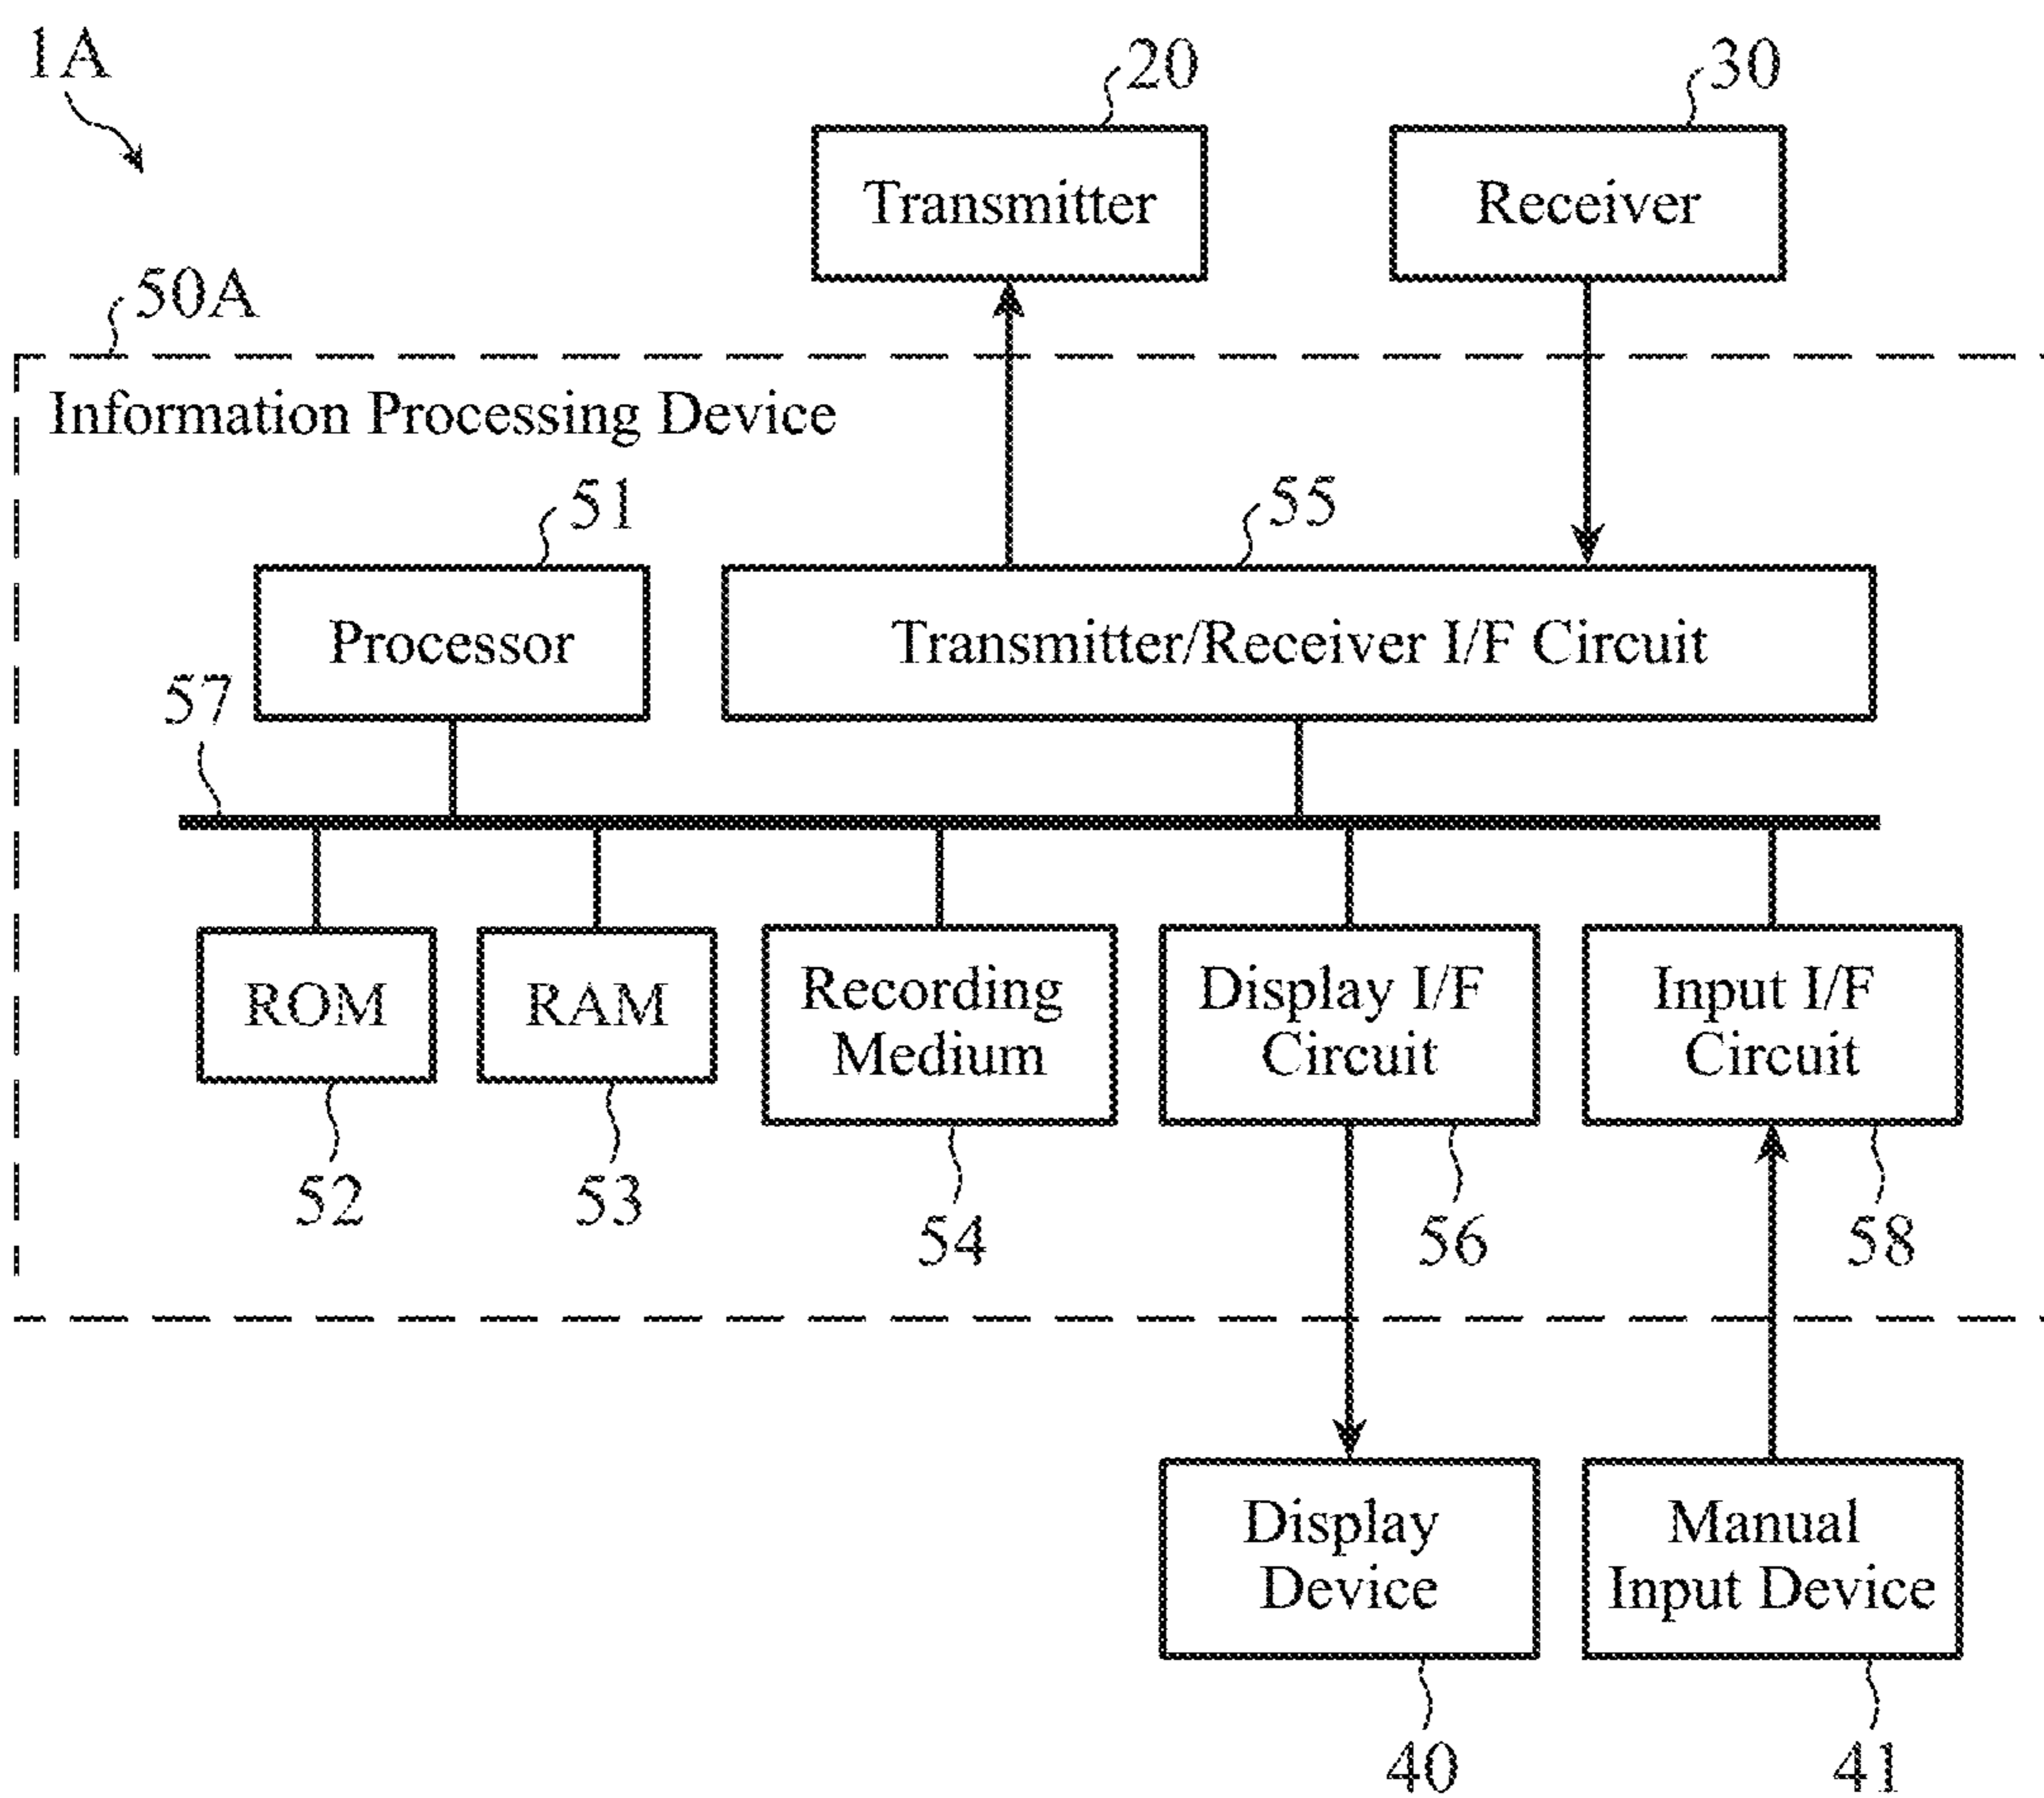 1A
20
30
Transmitter
Receiver
50A
Information Processing Device
51
55
Processor
Transmitter/Receiver I/F Circuit
57
ROM
RAM
Recording
Medium
Display I/F
Circuit
Input I/F
Circuit
52
53
54
56
58
Display
Device
Manual
Input Device
40
41